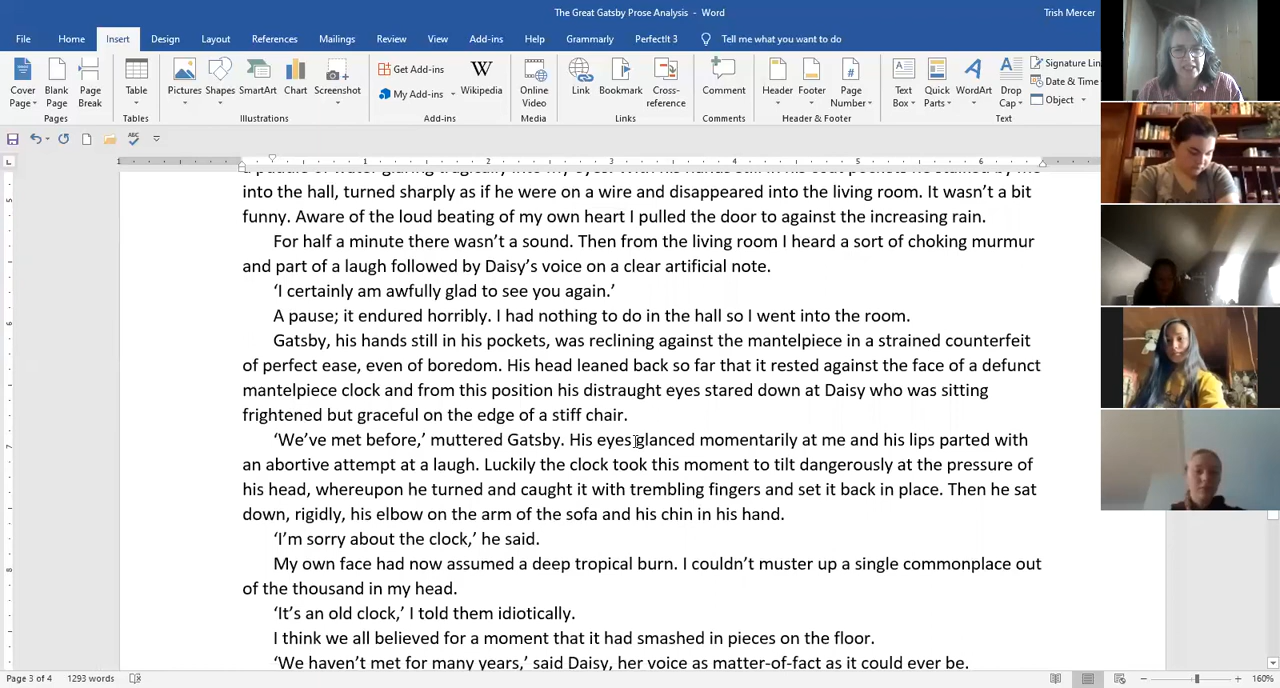 The Great Gatsby Prose Analysis - Word
Trish Mercer
File Home Insert Design Layout References Mailings Review View Add-ins Help Grammarly PerfectIt 3 Tell me what you want to do
Cover Page
Blank Page
Page Break
Pages
Table
Tables
Pictures
Shapes
SmartArt
Chart
Screenshot
Illustrations
Get Add-ins
My Add-ins
Wikipedia
Add-ins
Online Video
Media
Link
Bookmark
Cross-reference
Links
Comment
Comments
Header
Footer
Page Number
Header & Footer
Text Box
Quick Parts
WordArt
Drop Cap
Signature Lin
Date & Time
Object
Text
into the hall, turned sharply as if he were on a wire and disappeared into the living room. It wasn’t a bit
funny. Aware of the loud beating of my own heart I pulled the door to against the increasing rain.
For half a minute there wasn’t a sound. Then from the living room I heard a sort of choking murmur
and part of a laugh followed by Daisy’s voice on a clear artificial note.
‘I certainly am awfully glad to see you again.’
A pause; it endured horribly. I had nothing to do in the hall so I went into the room.
Gatsby, his hands still in his pockets, was reclining against the mantelpiece in a strained counterfeit
of perfect ease, even of boredom. His head leaned back so far that it rested against the face of a defunct
mantelpiece clock and from this position his distraught eyes stared down at Daisy who was sitting
frightened but graceful on the edge of a stiff chair.
‘We’ve met before,’ muttered Gatsby. His eyes glanced momentarily at me and his lips parted with
an abortive attempt at a laugh. Luckily the clock took this moment to tilt dangerously at the pressure of
his head, whereupon he turned and caught it with trembling fingers and set it back in place. Then he sat
down, rigidly, his elbow on the arm of the sofa and his chin in his hand.
‘I’m sorry about the clock,’ he said.
My own face had now assumed a deep tropical burn. I couldn’t muster up a single commonplace out
of the thousand in my head.
‘It’s an old clock,’ I told them idiotically.
I think we all believed for a moment that it had smashed in pieces on the floor.
‘We haven’t met for many years,’ said Daisy, her voice as matter-of-fact as it could ever be.
Page 3 of 4 1293 words
160%